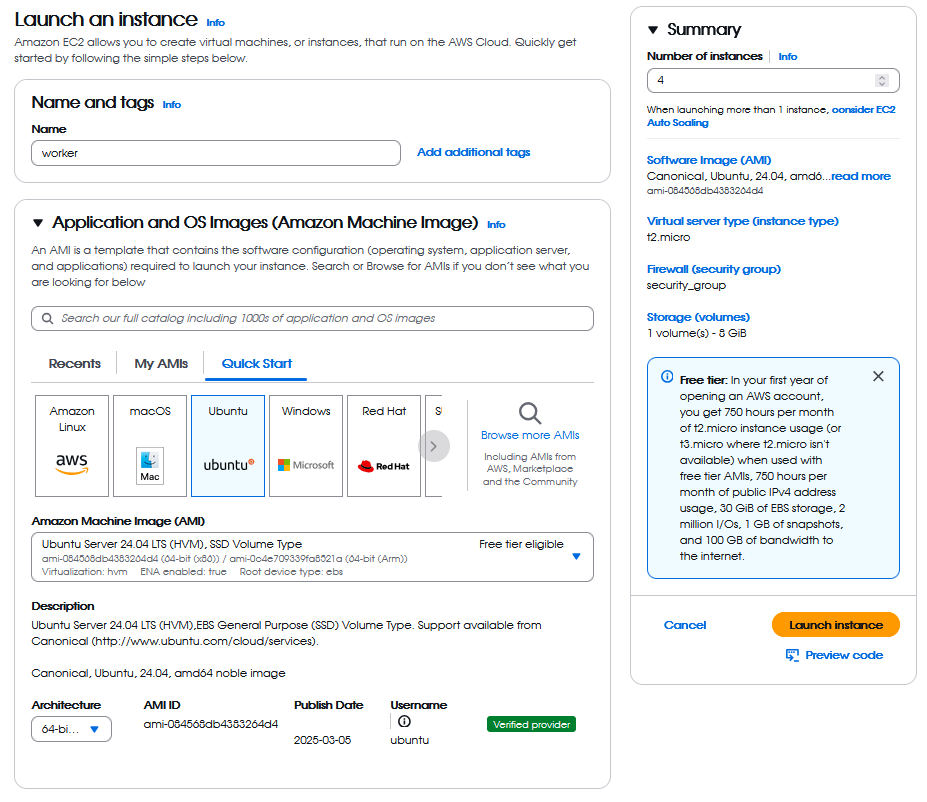 Launch an instance Info
Amazon EC2 allows you to create virtual machines, or instances, that run on the AWS Cloud. Quickly get
started by following the simple steps below.
Name and tags Info
Name
worker
Add additional tags
Application and OS Images (Amazon Machine Image) Info
An AMI is a template that contains the software configuration (operating system, application server,
and applications) required to launch your instance. Search or Browse for AMIs if you don't see what you
are looking for below
Search our full catalog including 1000s of application and OS images
Recents
My AMIs
Quick Start
Amazon
Linux
aws
macOS
Mac
Ubuntu
ubuntu
Windows
Microsoft
Red Hat
Red Hat
S
Browse more AMIs
Including AMIs from
AWS, Marketplace
and the Community
Amazon Machine Image (AMI)
Ubuntu Server 24.04 LTS (HVM), SSD Volume Type
Free tier eligible
ami-084568db4383264d4 (64-bit (x86)) / ami-0c4e709339fa8521a (64-bit (Arm))
Virtualization: hvm ENA enabled: true Root device type: ebs
Description
Ubuntu Server 24.04 LTS (HVM),EBS General Purpose (SSD) Volume Type. Support available from
Canonical (http://www.ubuntu.com/cloud/services).
Canonical, Ubuntu, 24.04, amd64 noble image
Architecture
64-bi...
AMI ID
ami-084568db4383264d4
Publish Date
2025-03-05
Username
ubuntu
Verified provider
Summary
Number of instances Info
4
When launching more than 1 instance, consider EC2
Auto Scaling
Software Image (AMI)
Canonical, Ubuntu, 24.04, amd6...read more
ami-084568db4383264d4
Virtual server type (instance type)
t2.micro
Firewall (security group)
security_group
Storage (volumes)
1 volume(s) - 8 GiB
Free tier: In your first year of
opening an AWS account,
you get 750 hours per month
of t2.micro instance usage (or
t3.micro where t2.micro isn't
available) when used with
free tier AMIs, 750 hours per
month of public IPv4 address
usage, 30 GiB of EBS storage, 2
million I/Os, 1 GB of snapshots,
and 100 GB of bandwidth to
the internet.
Cancel
Launch instance
Preview code